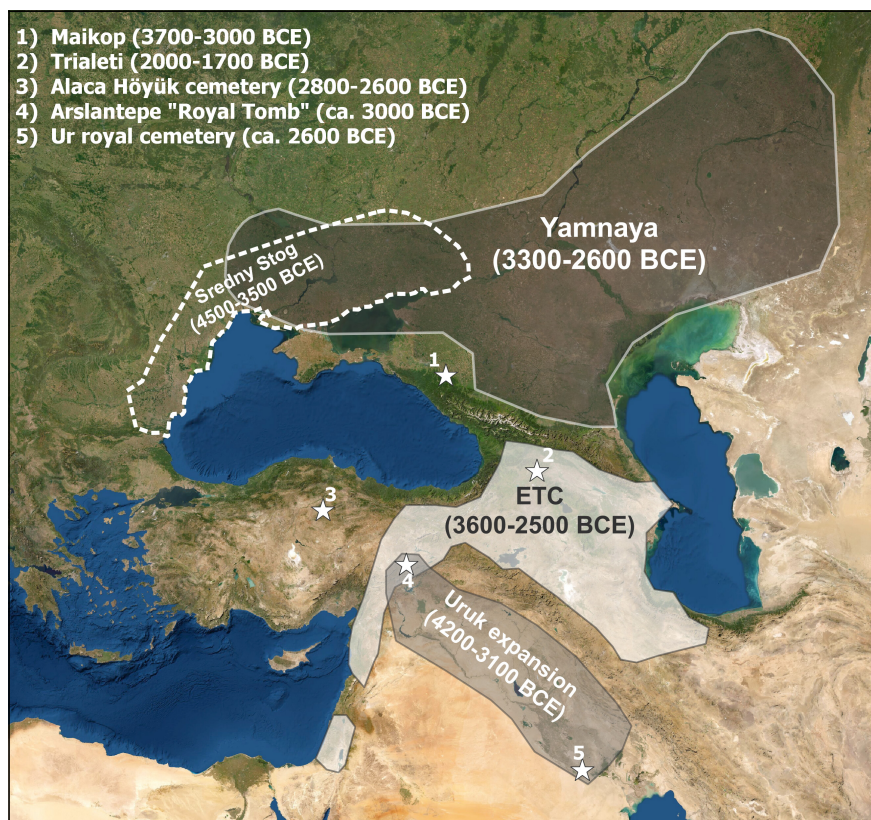 1) Maikop (3700-3000 BCE)
2) Trialeti (2000-1700 BCE)
3) Alaca Höyük cemetery (2800-2600 BCE)
4) Arslantepe "Royal Tomb" (ca. 3000 BCE)
5) Ur royal cemetery (ca. 2600 BCE)
Yamnaya
(3300-2600 BCE)
Sredny Stog
(4500-3500 BCE)
1
2
ETC
(3600-2500 BCE)
3
4
Uruk expansion
(4200-3100 BCE)
5